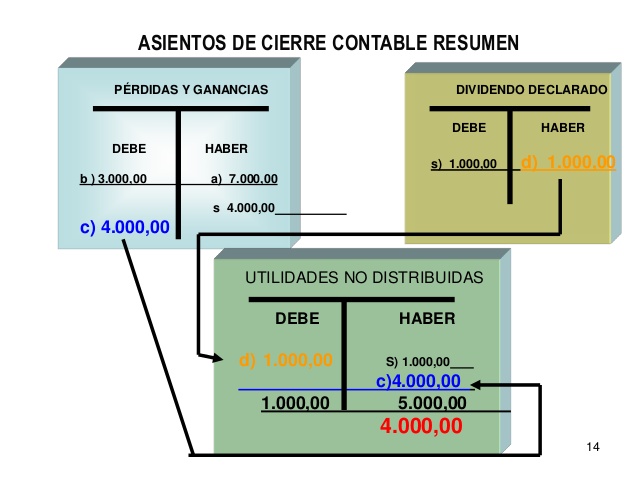 ASIENTOS DE CIERRE CONTABLE RESUMEN
PÉRDIDAS Y GANANCIAS
DEBE HABER
b ) 3.000,00 a) 7.000,00
s 4.000,00
c) 4.000,00
DIVIDENDO DECLARADO
DEBE HABER
s) 1.000,00 d) 1.000,00
UTILIDADES NO DISTRIBUIDAS
DEBE HABER
d) 1.000,00 S) 1.000,00
c)4.000,00
1.000,00 5.000,00
4.000,00
14